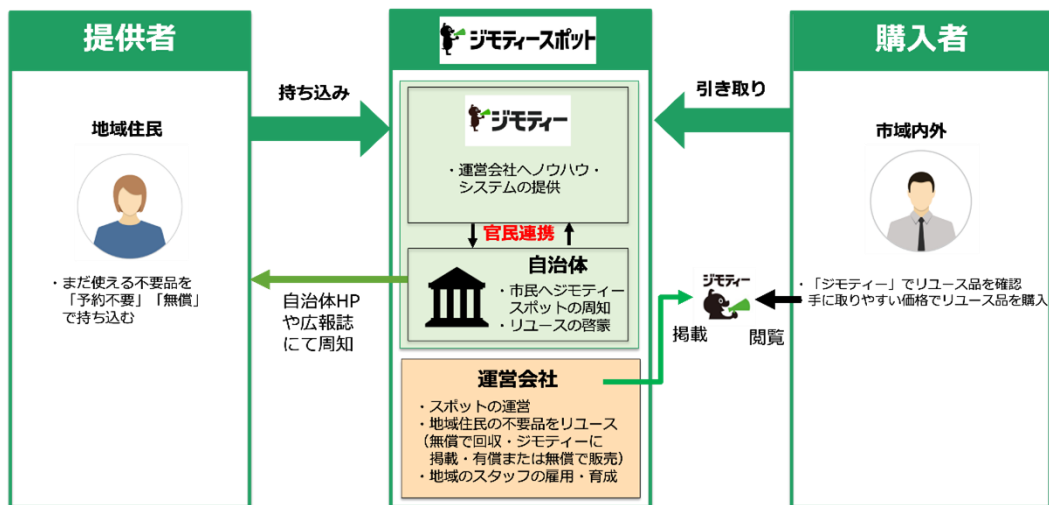 提供者
地域住民
・まだ使える不要品を
「予約不要」「無償」
で持ち込む
持ち込み
自治体HP
や広報誌
にて周知
ジモティースポット
ジモティー
・運営会社へノウハウ・
システムの提供
官民連携
自治体
・市民へジモティー
スポットの周知
・リユースの啓蒙
運営会社
・スポットの運営
・地域住民の不要品をリユース
（無償で回収・ジモティーに
掲載・有償または無償で販売）
・地域のスタッフの雇用・育成
引き取り
ジモティー
掲載
閲覧
購入者
市域内外
・「ジモティー」でリユース品を確認
手に取りやすい価格でリユース品を購入